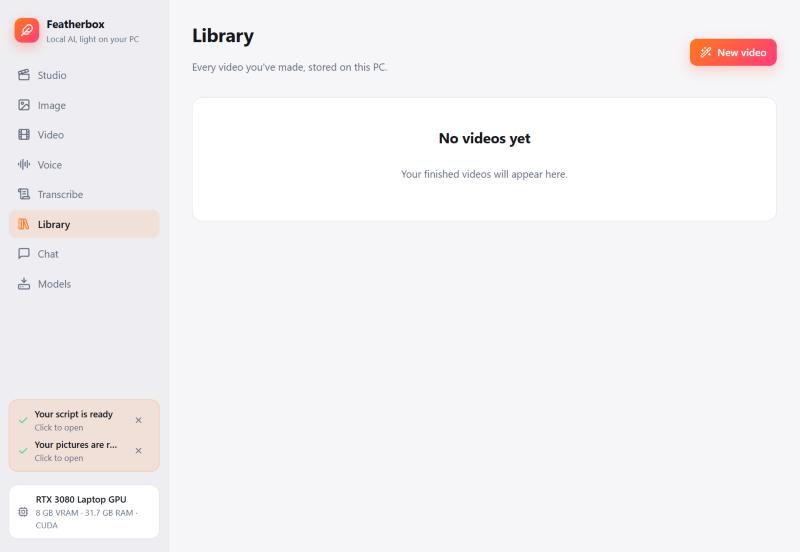 Featherbox
Local AI, light on your PC
Studio
Image
Video
Voice
Transcribe
Library
Chat
Models
Your script is ready
Click to open
Your pictures are r...
Click to open
RTX 3080 Laptop GPU
8 GB VRAM · 31.7 GB RAM ·
CUDA
Library
Every video you've made, stored on this PC.
New video
No videos yet
Your finished videos will appear here.